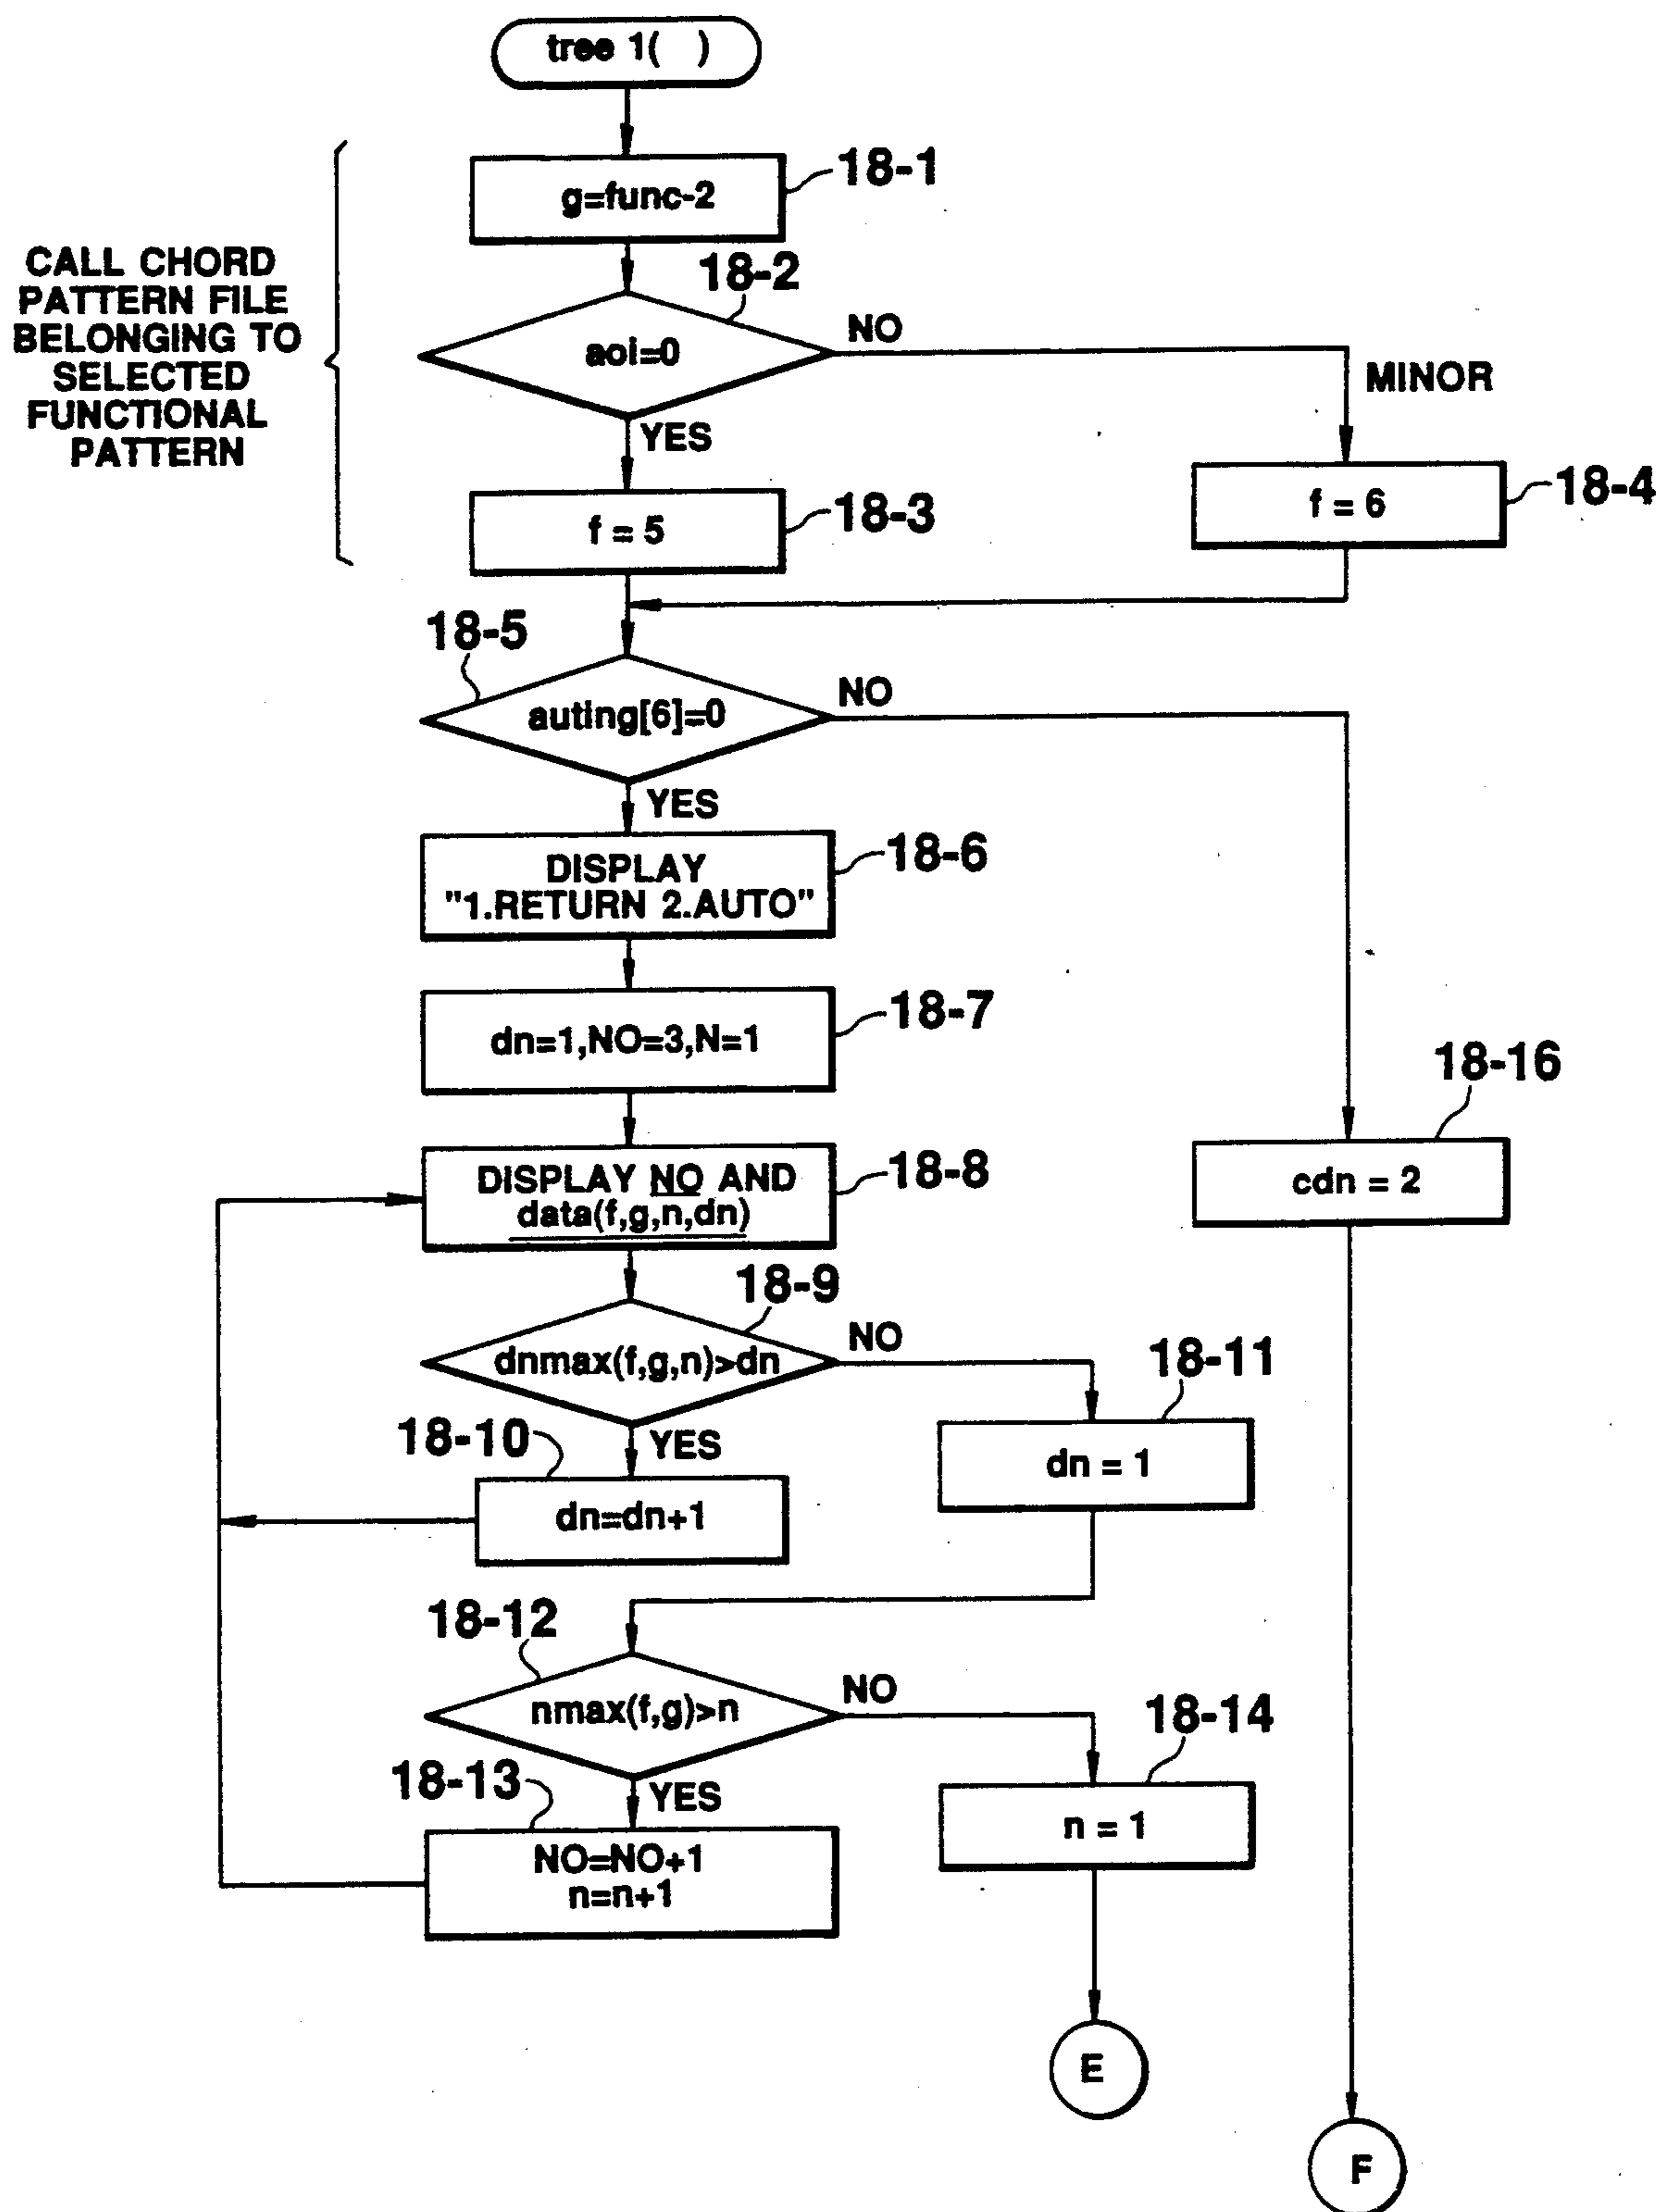 tree 1( )
g=func-2
18-1
CALL CHORD
PATTERN FILE
BELONGING TO
SELECTED
FUNCTIONAL
PATTERN
18-2
aoi=0
NO
MINOR
YES
f = 5
18-3
f = 6
18-4
18-5
auting[6]=0
NO
YES
DISPLAY
"1.RETURN 2.AUTO"
18-6
dn=1,NO=3,N=1
18-7
DISPLAY NO AND
data(f,g,n,dn)
18-8
18-16
cdn = 2
18-9
dnmax(f,g,n)>dn
NO
YES
18-10
dn=dn+1
18-11
dn = 1
18-12
nmax(f,g)>n
NO
YES
18-13
NO=NO+1
n=n+1
18-14
n = 1
E
F